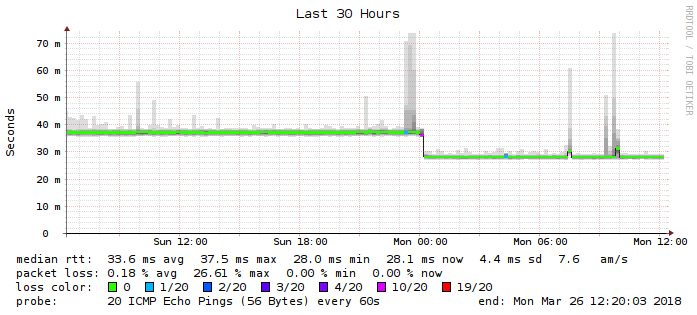 Last 30 Hours
RRDTOOL / TOBI OETIKER
Seconds
70 m
60 m
50 m
40 m
30 m
20 m
10 m
0
Sun 12:00 Sun 18:00 Mon 00:00 Mon 06:00 Mon 12:00
median rtt: 33.6 ms avg 37.5 ms max 28.0 ms min 28.1 ms now 4.4 ms sd 7.6 am/s
packet loss: 0.18 % avg 26.61 % max 0.00 % min 0.00 % now
loss color: 0 1/20 2/20 3/20 4/20 10/20 19/20
probe: 20 ICMP Echo Pings (56 Bytes) every 60s end: Mon Mar 26 12:20:03 2018